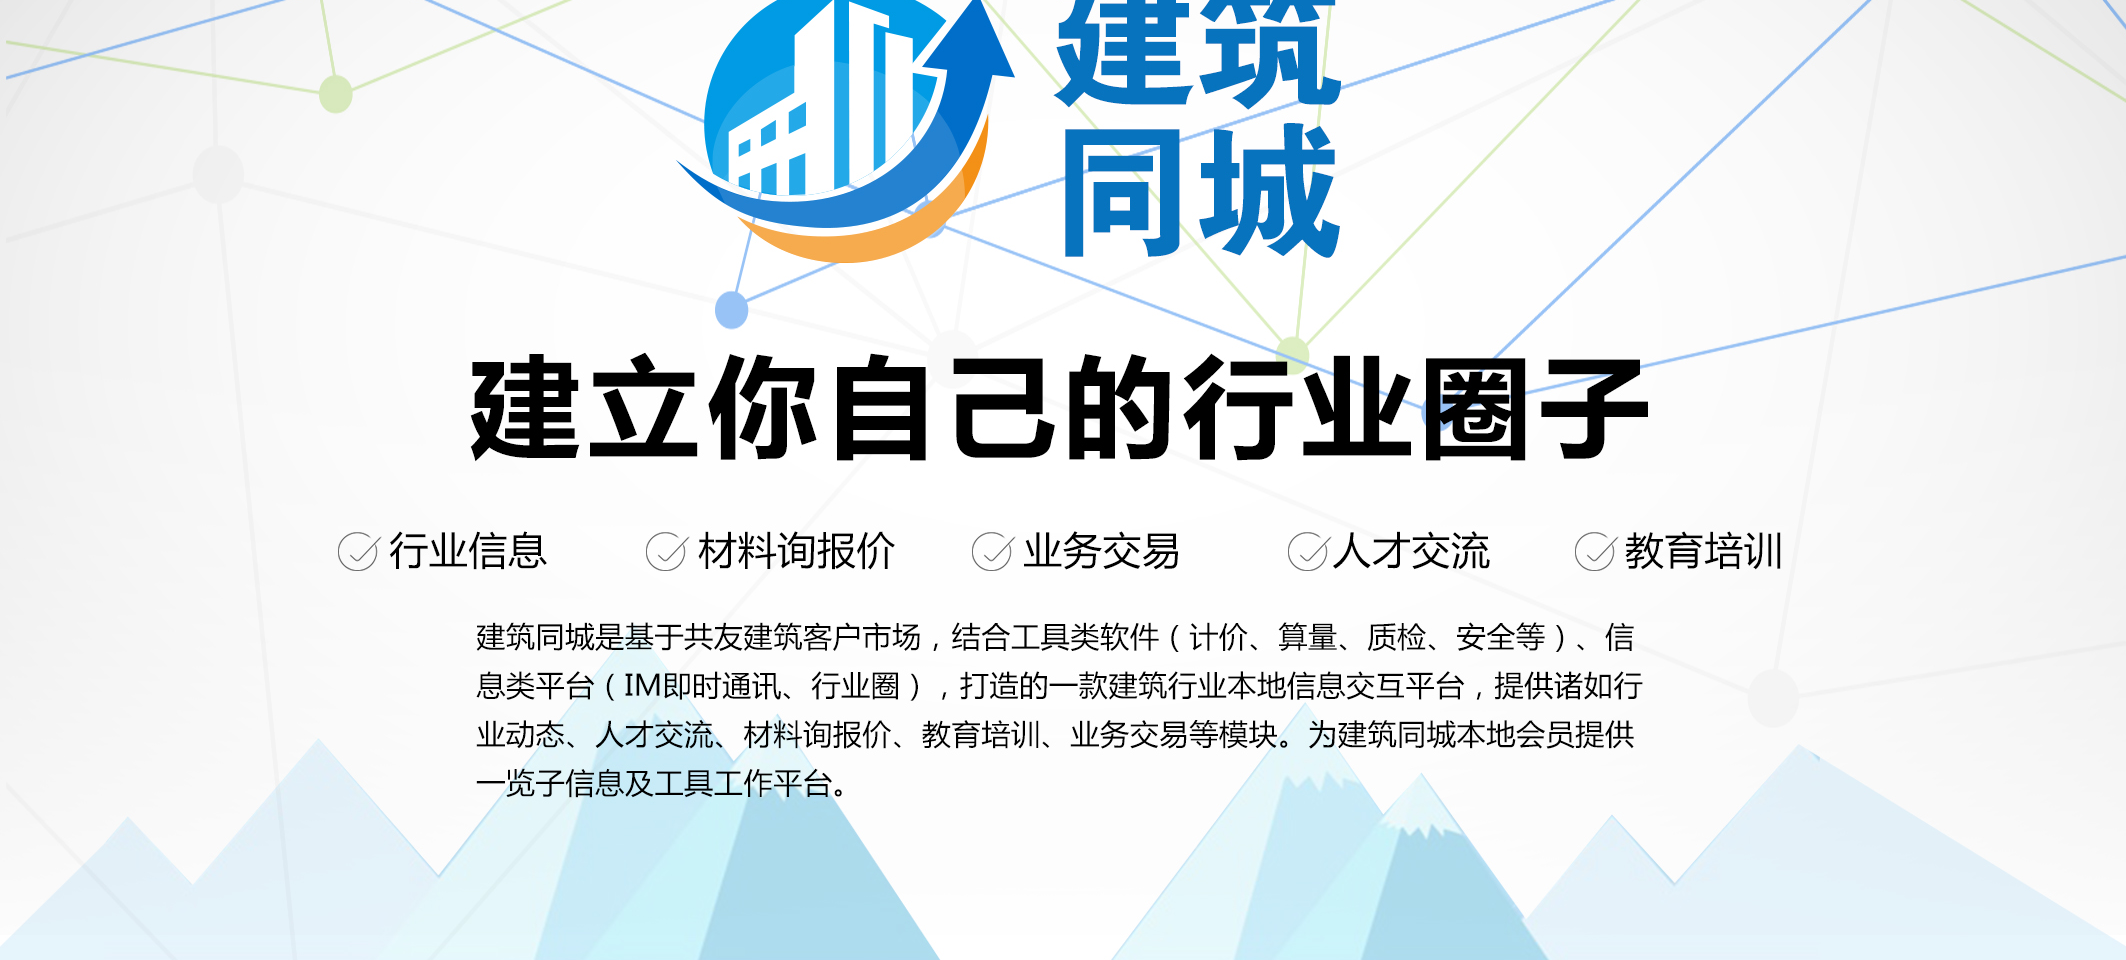 建筑
同城
建立你自己的行业圈子
行业信息 材料询报价 业务交易 人才交流 教育培训
建筑同城是基于共友建筑客户市场，结合工具类软件（计价、算量、质检、安全等）、信
息类平台（IM即时通讯、行业圈），打造的一款建筑行业本地信息交互平台，提供诸如行
业动态、人才交流、材料询报价、教育培训、业务交易等模块。为建筑同城本地会员提供
一览子信息及工具工作平台。